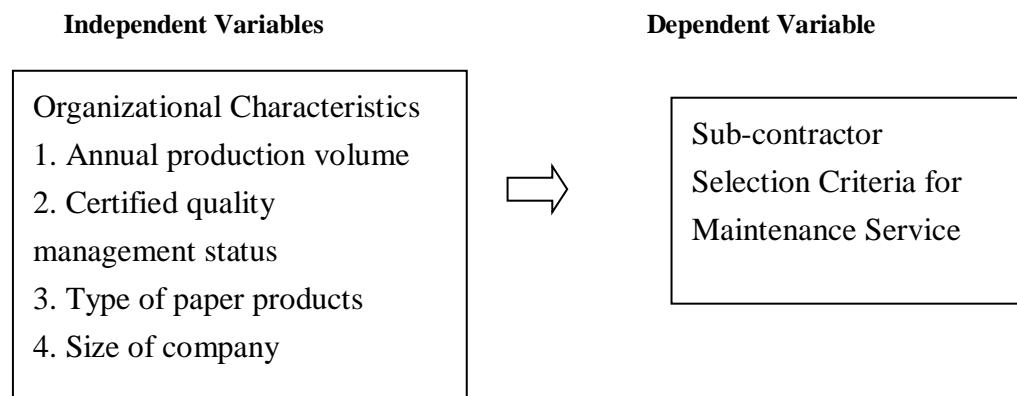 Independent Variables
Dependent Variable
Organizational Characteristics
1. Annual production volume
2. Certified quality
management status
3. Type of paper products
4. Size of company
Sub-contractor
Selection Criteria for
Maintenance Service